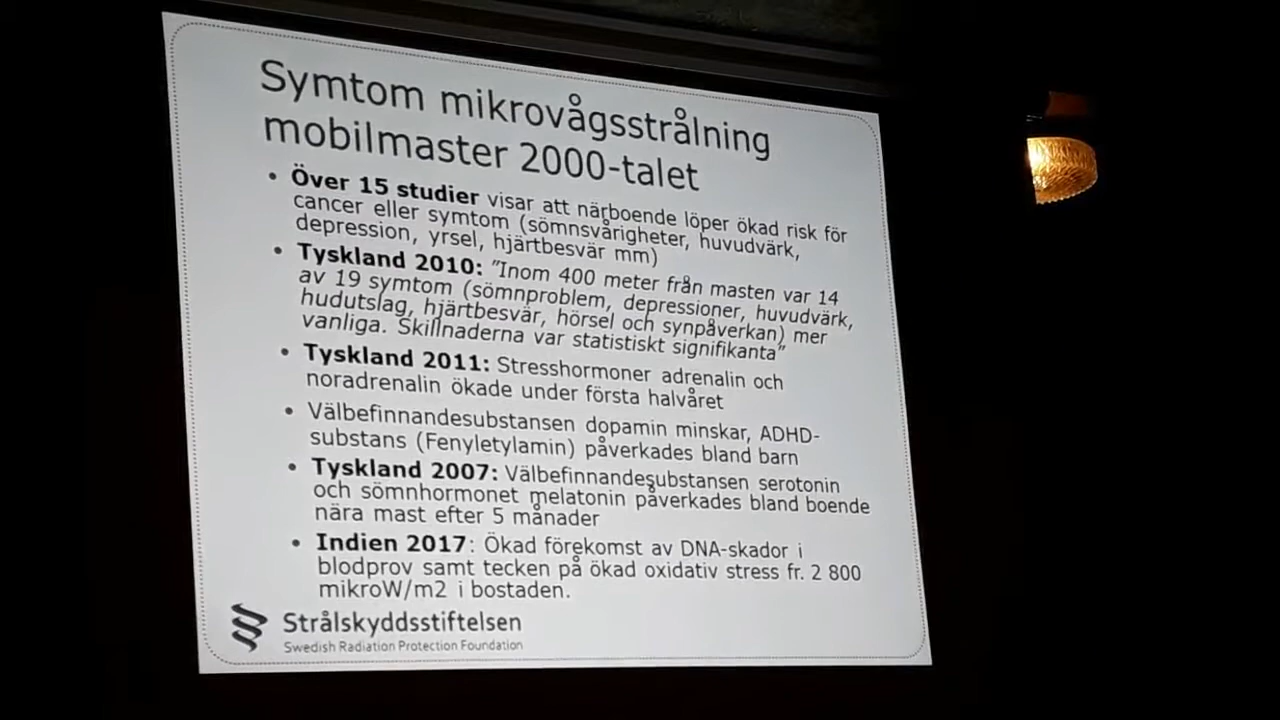 Symtom mikrovågsstrålning
mobilmaster 2000-talet
• Över 15 studier visar att närboende löper ökad risk för
cancer eller symtom (sömnsvårigheter, huvudvärk,
depression, yrsel, hjärtbesvär mm)
• Tyskland 2010: ”Inom 400 meter från masten var 14
av 19 symtom (sömnproblem, depressioner, huvudvärk,
hudutslag, hjärtbesvär, hörsel och synpåverkan) mer
vanliga. Skillnaderna var statistiskt signifikanta”
• Tyskland 2011: Stresshormoner adrenalin och
noradrenalin ökade under första halvåret
• Välbefinnandesubstansen dopamin minskar, ADHD-
substans (Fenyletylamin) påverkades bland barn
• Tyskland 2007: Välbefinnandesubstansen serotonin
och sömnhormonet melatonin påverkades bland boende
nära mast efter 5 månader
• Indien 2017: Ökad förekomst av DNA-skador i
blodprov samt tecken på ökad oxidativ stress fr. 2 800
mikroW/m2 i bostaden.
Strålskyddsstiftelsen
Swedish Radiation Protection Foundation